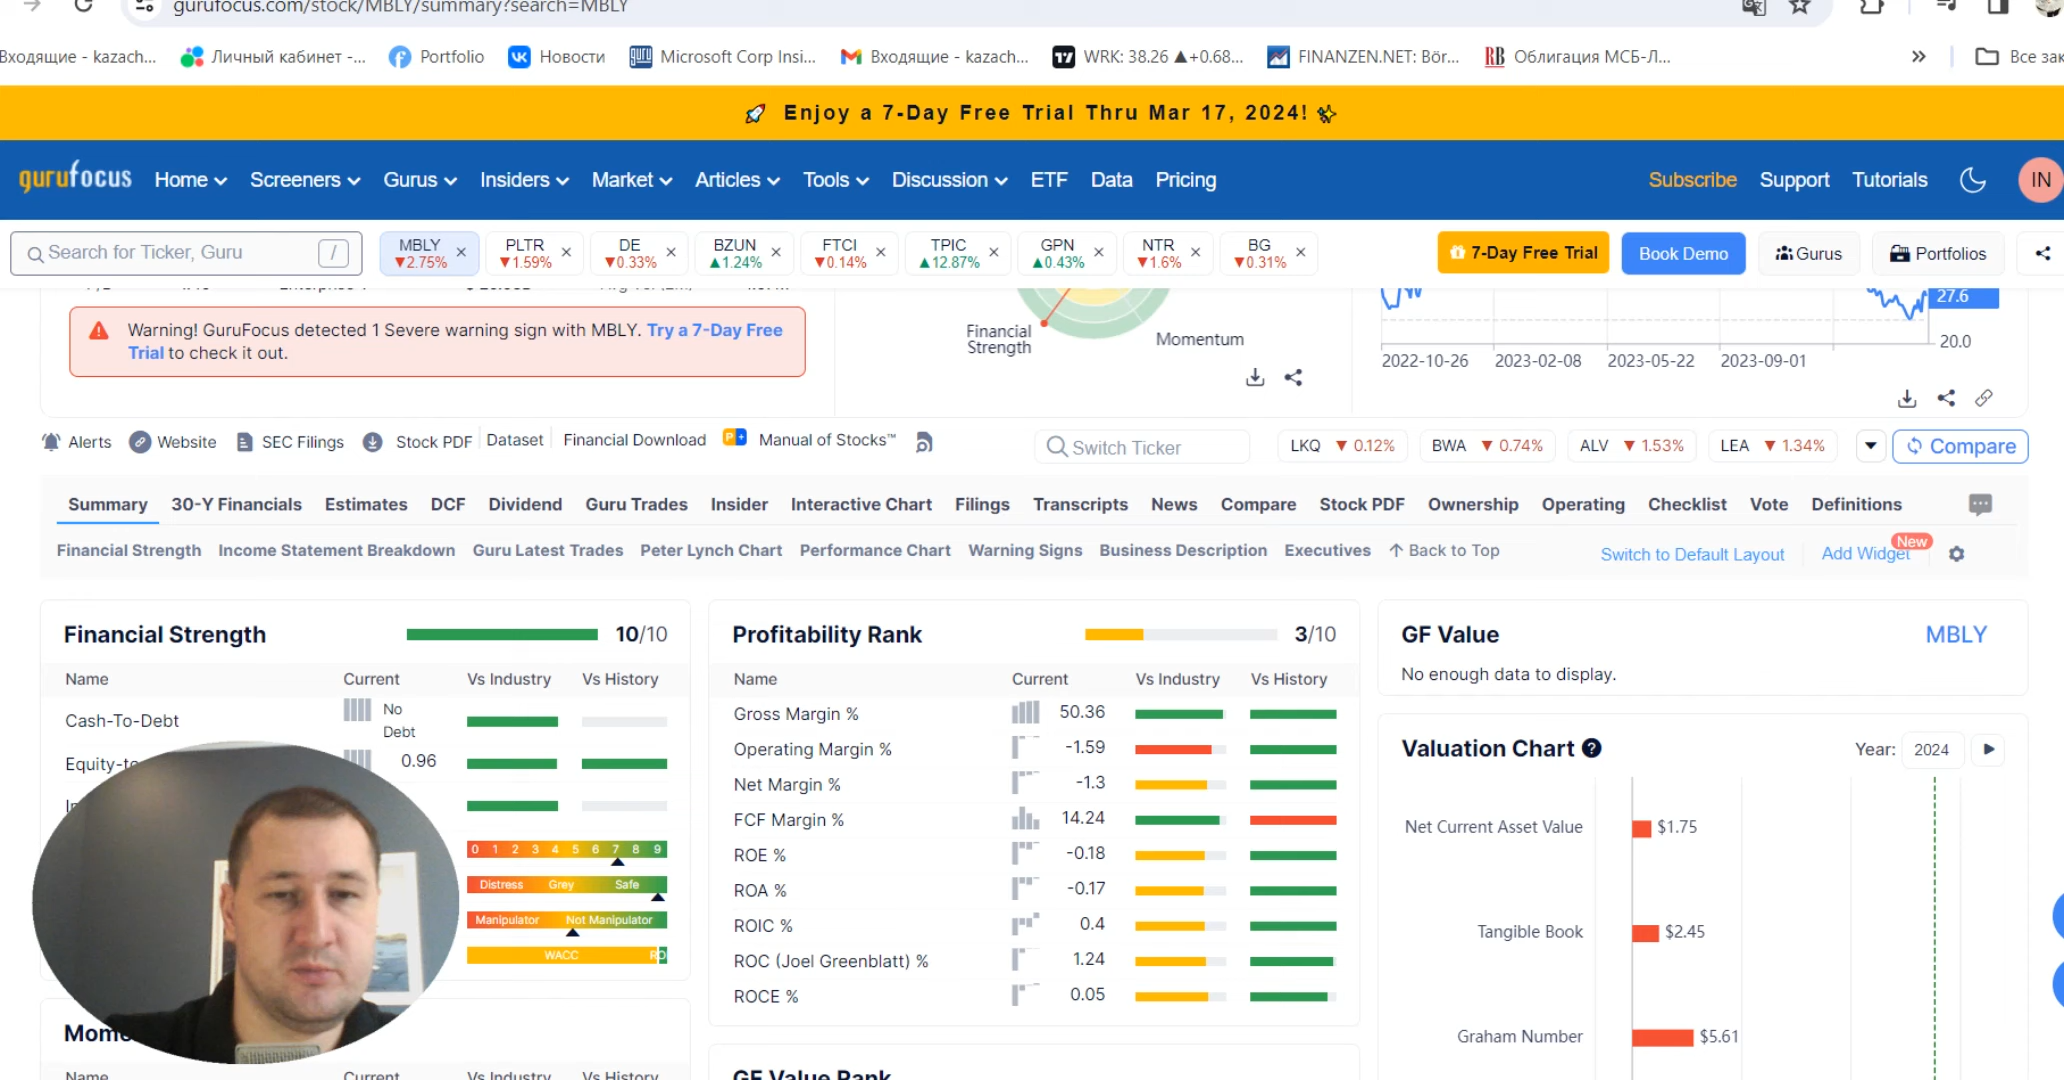 gurufocus.com/stock/MBLY/summary?search=MBLY
Входящие - kazach...
Личный кабинет -...
Portfolio
Новости
Microsoft Corp Insi...
Входящие - kazach...
WRK: 38.26 ▲+0.68...
FINANZEN.NET: Bör...
Облигация МСБ-Л...
»
Все зак
Enjoy a 7-Day Free Trial Thru Mar 17, 2024!
gurufocus
Home
Screeners
Gurus
Insiders
Market
Articles
Tools
Discussion
ETF
Data
Pricing
Subscribe
Support
Tutorials
IN
Search for Ticker, Guru
/
MBLY
▼2.75%
PLTR
▼1.59%
DE
▼0.33%
BZUN
▲1.24%
FTCI
▼0.14%
TPIC
▲12.87%
GPN
▲0.43%
NTR
▼1.6%
BG
▼0.31%
7-Day Free Trial
Book Demo
Gurus
Portfolios
Warning! GuruFocus detected 1 Severe warning sign with MBLY. Try a 7-Day Free
Trial to check it out.
Financial
Strength
Momentum
27.6
20.0
2022-10-26
2023-02-08
2023-05-22
2023-09-01
Alerts
Website
SEC Filings
Stock PDF
Dataset
Financial Download
P+
Manual of Stocks™
Switch Ticker
LKQ ▼ 0.12%
BWA ▼ 0.74%
ALV ▼ 1.53%
LEA ▼ 1.34%
Compare
Summary
30-Y Financials
Estimates
DCF
Dividend
Guru Trades
Insider
Interactive Chart
Filings
Transcripts
News
Compare
Stock PDF
Ownership
Operating
Checklist
Vote
Definitions
Financial Strength
Income Statement Breakdown
Guru Latest Trades
Peter Lynch Chart
Performance Chart
Warning Signs
Business Description
Executives
Back to Top
Switch to Default Layout
Add Widget
New
Financial Strength
10/10
Name Current Vs Industry Vs History
Cash-To-Debt No
Debt
Equity-to 0.96
0 1 2 3 4 5 6 7 8 9
Distress Grey Safe
Manipulator Not Manipulator
WACC RO
Mome
Name Current Vs Industry Vs History
Profitability Rank
3/10
Name Current Vs Industry Vs History
Gross Margin % 50.36
Operating Margin % -1.59
Net Margin % -1.3
FCF Margin % 14.24
ROE % -0.18
ROA % -0.17
ROIC % 0.4
ROC (Joel Greenblatt) % 1.24
ROCE % 0.05
GF Value Rank
GF Value
MBLY
No enough data to display.
Valuation Chart
Year: 2024
Net Current Asset Value $1.75
Tangible Book $2.45
Graham Number $5.61